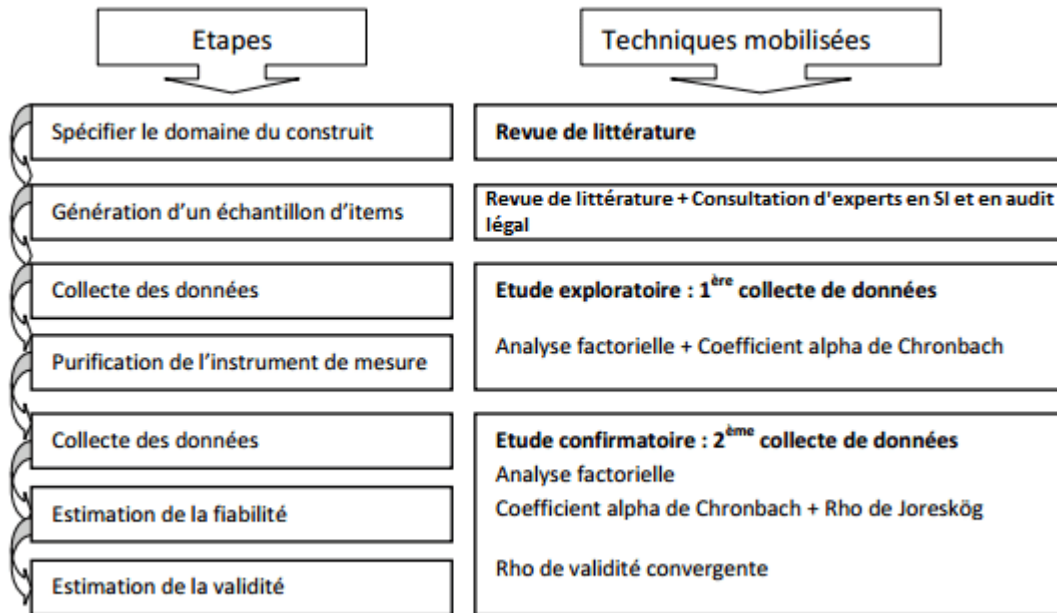 Etapes
Techniques mobilisées
Spécifier le domaine du construit
Revue de littérature
Génération d'un échantillon d'items
Revue de littérature + Consultation d'experts en SI et en audit
légal
Collecte des données
Etude exploratoire : 1ère collecte de données
Purification de l'instrument de mesure
Analyse factorielle + Coefficient alpha de Chronbach
Collecte des données
Etude confirmatoire : 2ème collecte de données
Analyse factorielle
Estimation de la fiabilité
Coefficient alpha de Chronbach + Rho de Joreskög
Estimation de la validité
Rho de validité convergente